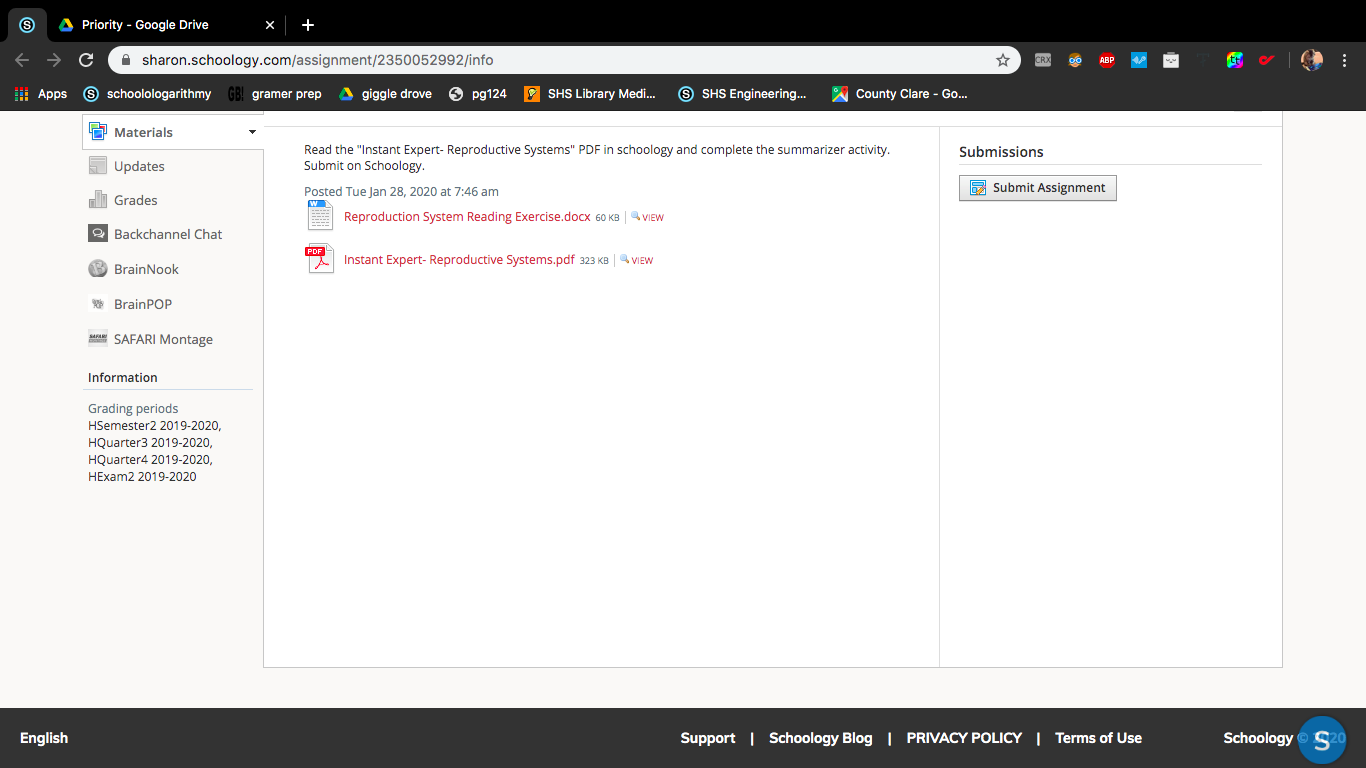 S Priority - Google Drive
sharon.schoology.com/assignment/2350052992/info CRX ABP
Apps S schoolologarithmy GB! gramer prep giggle drove pg124 SHS Library Medi... S SHS Engineering... County Clare - Go...
Materials
Updates
Grades
Backchannel Chat
BrainNook
BrainPOP
SAFARI Montage
Information
Grading periods
HSemester2 2019-2020,
HQuarter3 2019-2020,
HQuarter4 2019-2020,
HExam2 2019-2020
Read the "Instant Expert- Reproductive Systems" PDF in schoology and complete the summarizer activity.
Submit on Schoology.
Posted Tue Jan 28, 2020 at 7:46 am
W Reproduction System Reading Exercise.docx 60 KB VIEW
PDF Instant Expert- Reproductive Systems.pdf 323 KB VIEW
Submissions
Submit Assignment
English Support | Schoology Blog | PRIVACY POLICY | Terms of Use Schoology © 2020
S